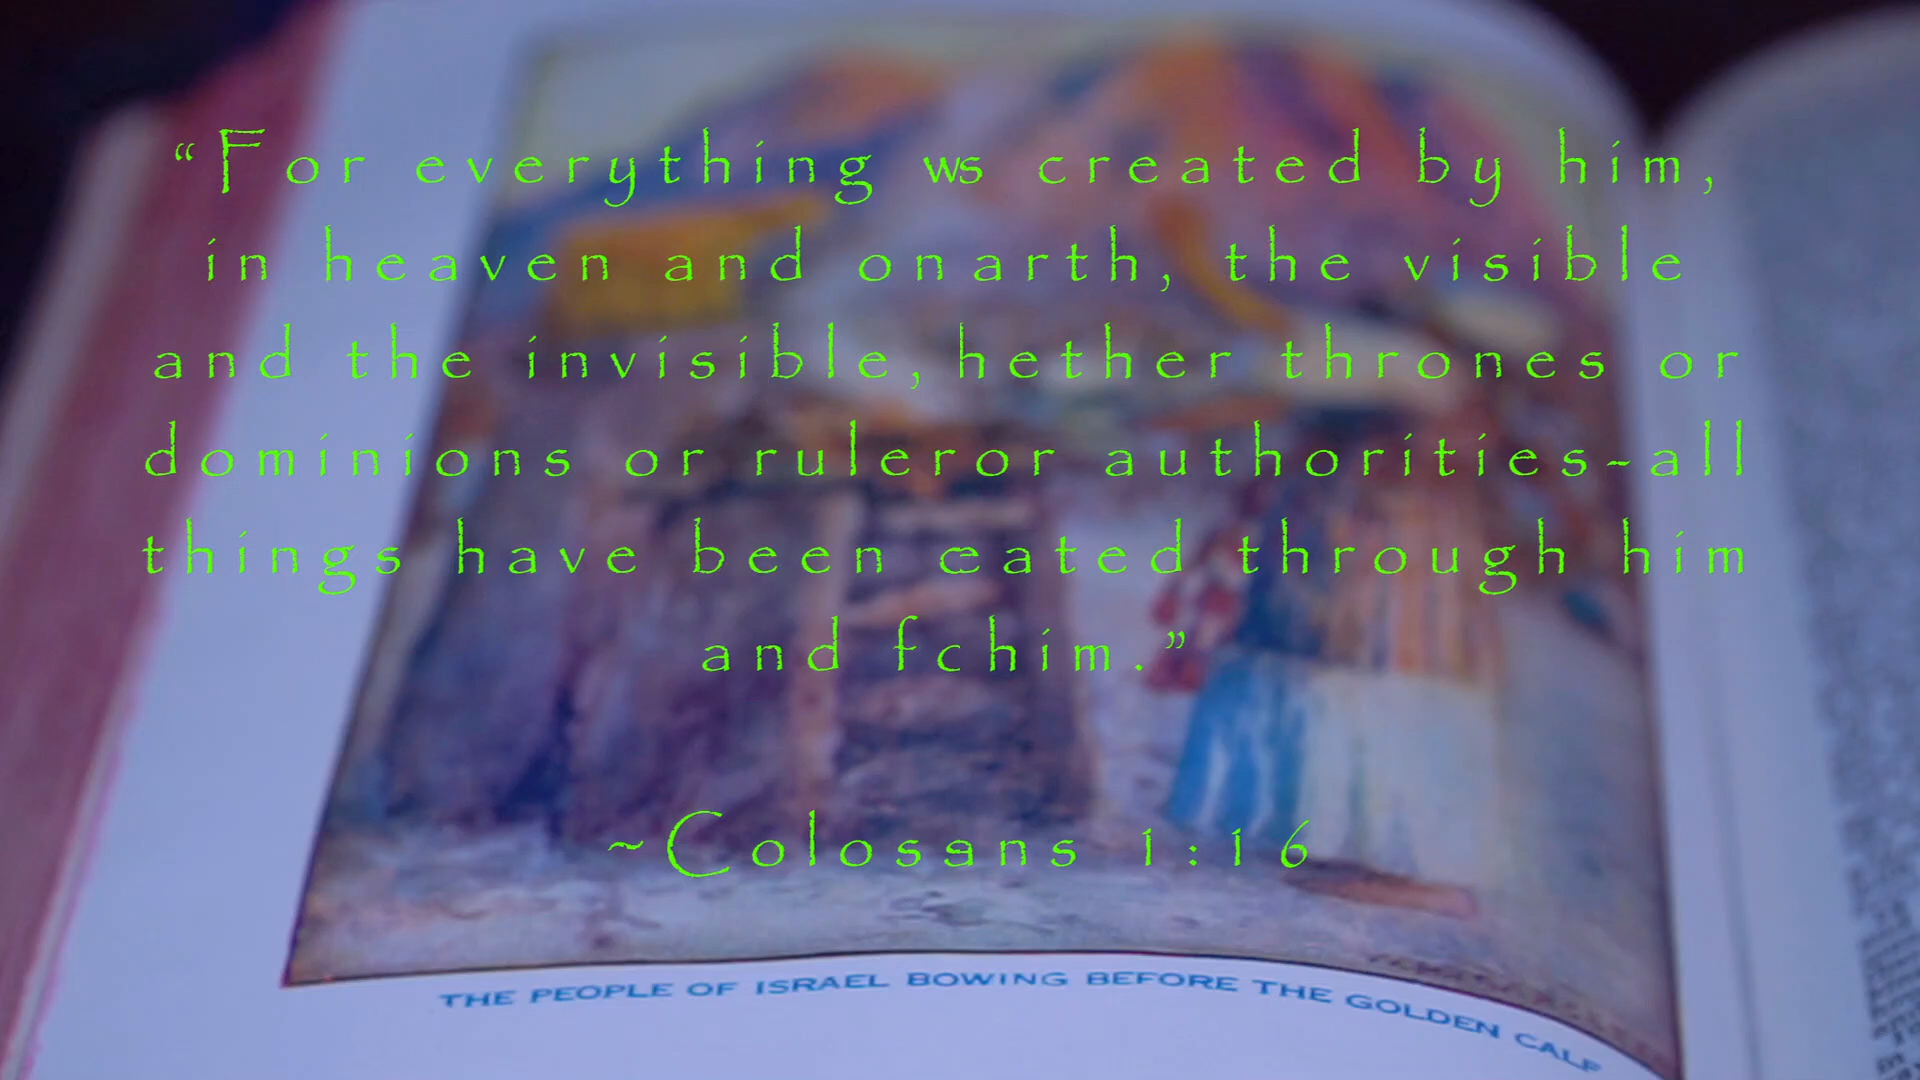 “For everything ws created by him,
in heaven and onarth, the visible
and the invisible,hether thrones or
dominions or ruleror authorities-all
things have been ceated through him
and fchim.”
~Colosans 1:16
THE PEOPLE OF ISRAEL BOWING BEFORE THE GOLDEN CALF